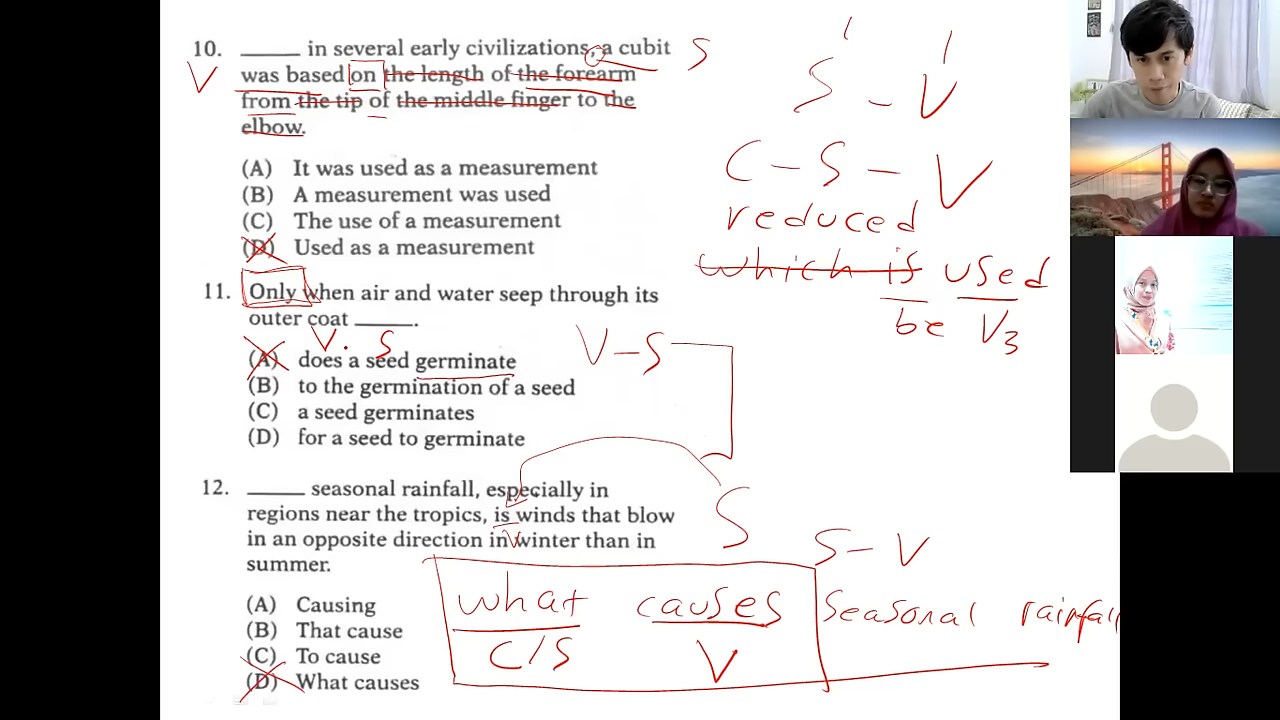 10. _____ in several early civilizations, a cubit
was based on the length of the forearm
from the tip of the middle finger to the
elbow.
(A) It was used as a measurement
(B) A measurement was used
(C) The use of a measurement
(D) Used as a measurement
11. Only when air and water seep through its
outer coat _____.
(A) does a seed germinate
(B) to the germination of a seed
(C) a seed germinates
(D) for a seed to germinate
12. _____ seasonal rainfall, especially in
regions near the tropics, is winds that blow
in an opposite direction in winter than in
summer.
(A) Causing
(B) That cause
(C) To cause
(D) What causes
S
V
1 1
S - V
C - S - V
reduced
which is used
be V3
V. S
V - S
S
V
S - V
what causes seasonal rainfall
C/S V